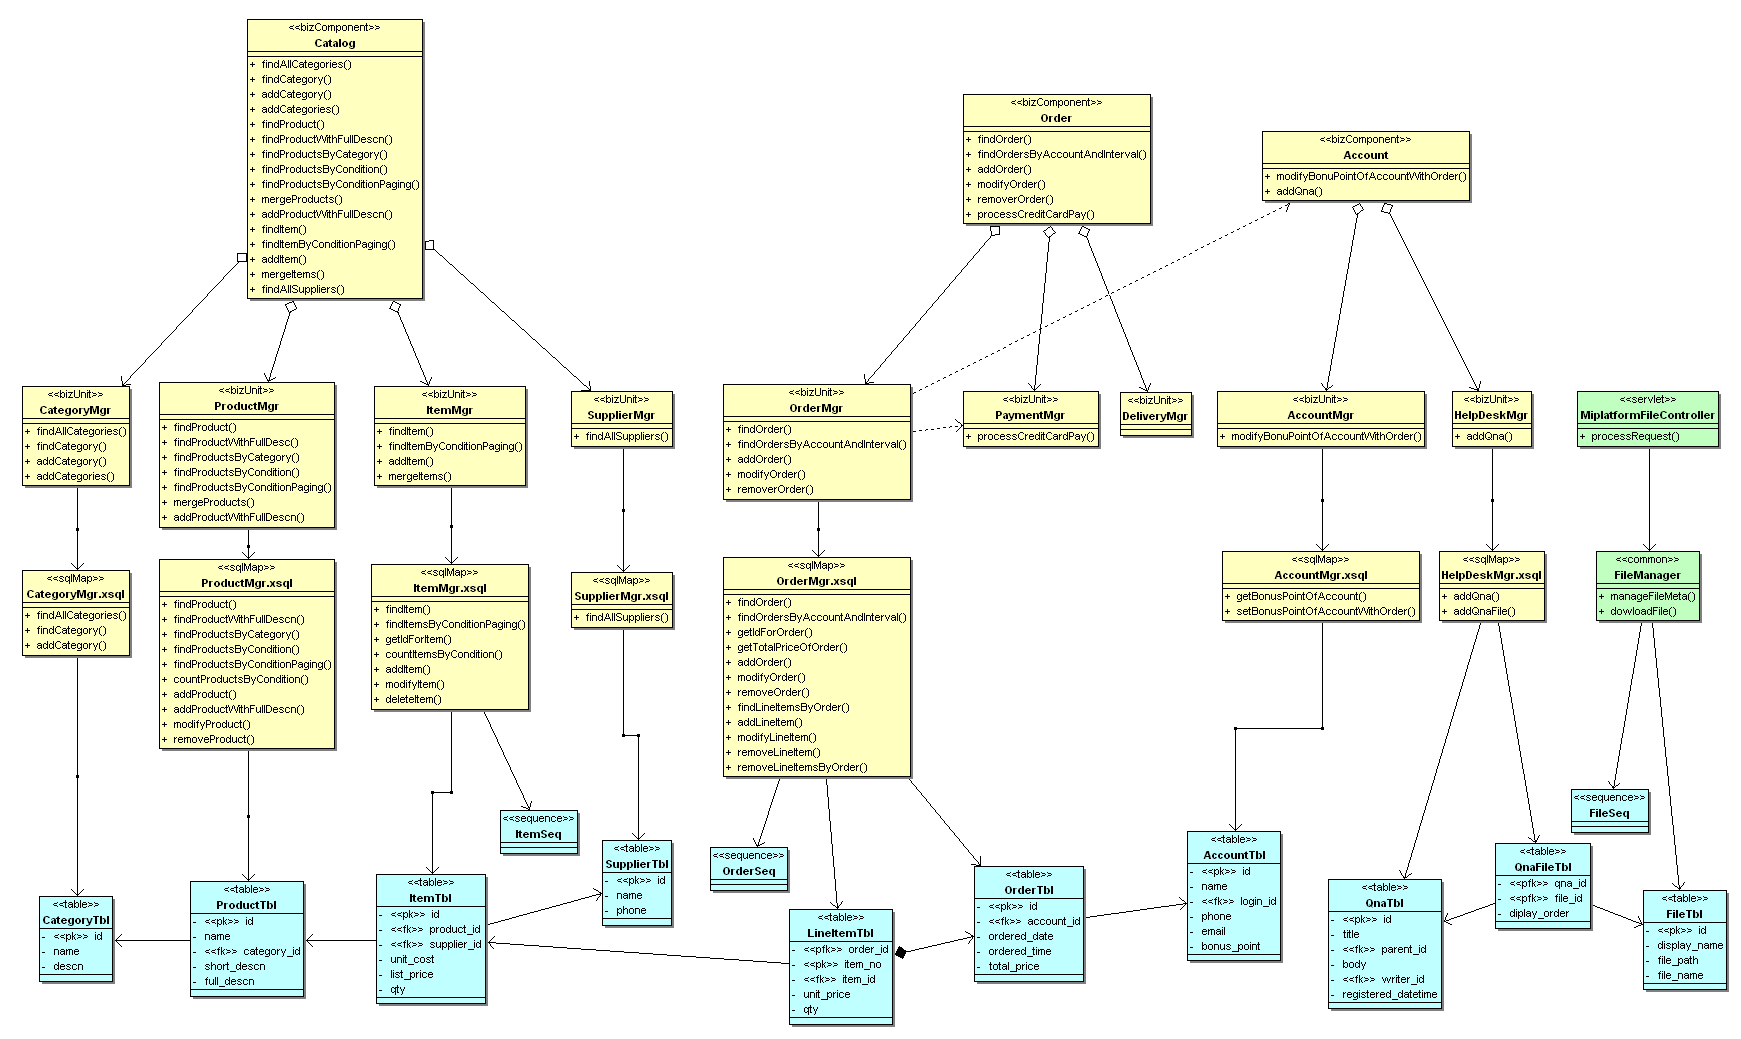 <<bizComponent>>
Catalog
+ findAllCategories()
+ findCategory()
+ addCategory()
+ addCategories()
+ findProduct()
+ findProductWithFullDescn()
+ findProductsByCategory()
+ findProductsByCondition()
+ findProductsByConditionPaging()
+ mergeProducts()
+ addProductWithFullDescn()
+ findItem()
+ findItemByConditionPaging()
+ addItem()
+ mergeItems()
+ findAllSuppliers()
<<bizComponent>>
Order
+ findOrder()
+ findOrdersByAccountAndInterval()
+ addOrder()
+ modifyOrder()
+ removerOrder()
+ processCreditCardPay()
<<bizComponent>>
Account
+ modifyBonuPointOfAccountWithOrder()
+ addQna()
<<bizUnit>>
CategoryMgr
+ findAllCategories()
+ findCategory()
+ addCategory()
+ addCategories()
<<bizUnit>>
ProductMgr
+ findProduct()
+ findProductWithFullDesc()
+ findProductsByCategory()
+ findProductsByCondition()
+ findProductsByConditionPaging()
+ mergeProducts()
+ addProductWithFullDescn()
<<bizUnit>>
ItemMgr
+ findItem()
+ findItemByConditionPaging()
+ addItem()
+ mergeItems()
<<bizUnit>>
SupplierMgr
+ findAllSuppliers()
<<bizUnit>>
OrderMgr
+ findOrder()
+ findOrdersByAccountAndInterval()
+ addOrder()
+ modifyOrder()
+ removerOrder()
<<bizUnit>>
PaymentMgr
+ processCreditCardPay()
<<bizUnit>>
DeliveryMgr
<<bizUnit>>
AccountMgr
+ modifyBonuPointOfAccountWithOrder()
<<bizUnit>>
HelpDeskMgr
+ addQna()
<<servlet>>
MiplatformFileController
+ processRequest()
<<sqlMap>>
CategoryMgr.xsql
+ findAllCategories()
+ findCategory()
+ addCategory()
<<sqlMap>>
ProductMgr.xsql
+ findProduct()
+ findProductWithFullDescn()
+ findProductsByCategory()
+ findProductsByCondition()
+ findProductsByConditionPaging()
+ countProductsByCondition()
+ addProduct()
+ addProductWithFullDescn()
+ modifyProduct()
+ removeProduct()
<<sqlMap>>
ItemMgr.xsql
+ findItem()
+ findItemsByConditionPaging()
+ getIdForItem()
+ countItemsByCondition()
+ addItem()
+ modifyItem()
+ deleteItem()
<<sqlMap>>
SupplierMgr.xsql
+ findAllSuppliers()
<<sqlMap>>
OrderMgr.xsql
+ findOrder()
+ findOrdersByAccountAndInterval()
+ getIdForOrder()
+ getTotalPriceOfOrder()
+ addOrder()
+ modifyOrder()
+ removeOrder()
+ findLineItemsByOrder()
+ addLineItem()
+ modifyLineItem()
+ removeLineItem()
+ removeLineItemsByOrder()
<<sqlMap>>
AccountMgr.xsql
+ getBonusPointOfAccount()
+ setBonusPointOfAccountWithOrder()
<<sqlMap>>
HelpDeskMgr.xsql
+ addQna()
+ addQnaFile()
<<common>>
FileManager
+ manageFileMeta()
+ dowloadFile()
<<table>>
CategoryTbl
- <<pk>> id
- name
- descn
<<table>>
ProductTbl
- <<pk>> id
- name
- <<fk>> category_id
- short_descn
- full_descn
<<table>>
ItemTbl
- <<pk>> id
- <<fk>> product_id
- <<fk>> supplier_id
- unit_cost
- list_price
- qty
<<sequence>>
ItemSeq
<<table>>
SupplierTbl
- <<pk>> id
- name
- phone
<<sequence>>
OrderSeq
<<table>>
LineItemTbl
- <<pfk>> order_id
- <<pk>> item_no
- <<fk>> item_id
- unit_price
- qty
<<table>>
OrderTbl
- <<pk>> id
- <<fk>> account_id
- ordered_date
- ordered_time
- total_price
<<table>>
AccountTbl
- <<pk>> id
- name
- <<fk>> login_id
- phone
- email
- bonus_point
<<table>>
QnaTbl
- <<pk>> id
- title
- <<fk>> parent_id
- body
- <<fk>> writer_id
- registered_datetime
<<table>>
QnaFileTbl
- <<pfk>> qna_id
- <<pfk>> file_id
- diplay_order
<<sequence>>
FileSeq
<<table>>
FileTbl
- <<pk>> id
- display_name
- file_path
- file_name